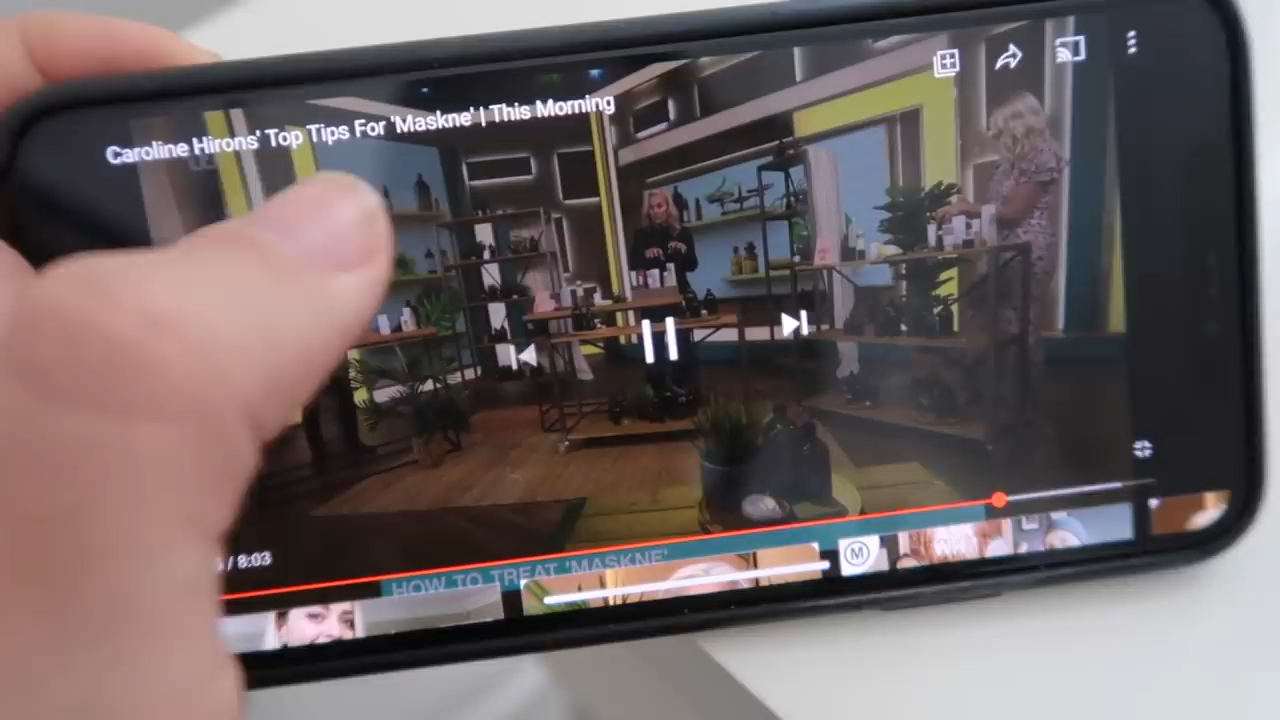 Caroline Hirons' Top Tips For 'Maskne' | This Morning
/ 8:03
HOW TO TREAT 'MASKNE'
M